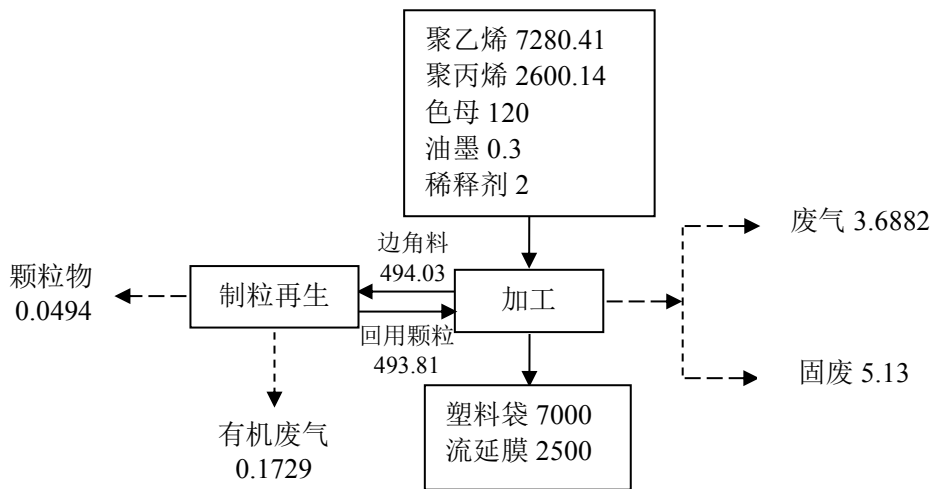 聚乙烯 7280.41
聚丙烯 2600.14
色母 120
油墨 0.3
稀释剂 2
废气 3.6882
边角料
494.03
颗粒物
0.0494
制粒再生
加工
回用颗粒
493.81
固废 5.13
塑料袋 7000
流延膜 2500
有机废气
0.1729